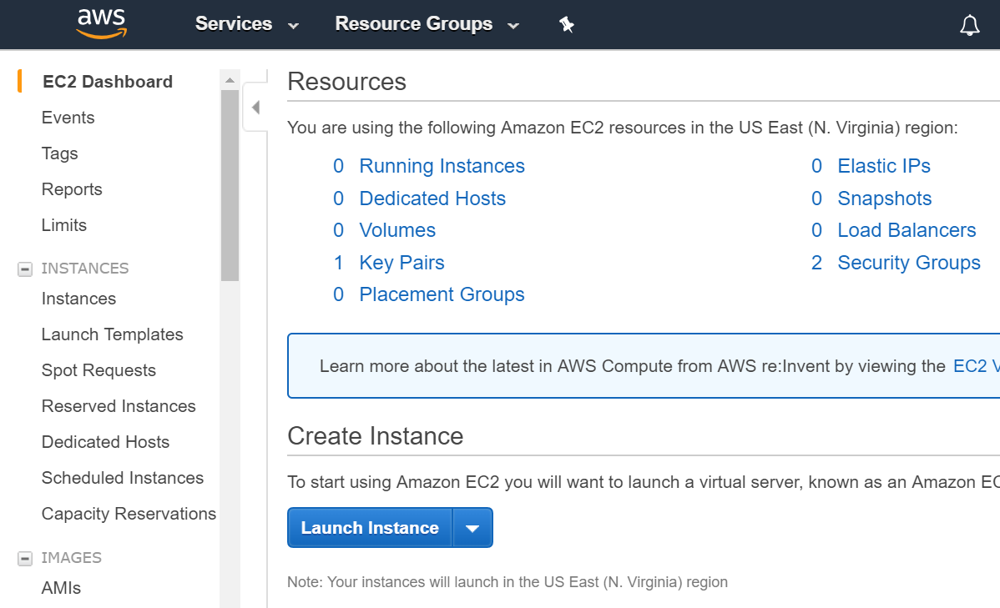 aws Services Resource Groups
EC2 Dashboard
Events
Tags
Reports
Limits
INSTANCES
Instances
Launch Templates
Spot Requests
Reserved Instances
Dedicated Hosts
Scheduled Instances
Capacity Reservations
IMAGES
AMIs
Resources
You are using the following Amazon EC2 resources in the US East (N. Virginia) region:
0 Running Instances
0 Dedicated Hosts
0 Volumes
1 Key Pairs
0 Placement Groups
0 Elastic IPs
0 Snapshots
0 Load Balancers
2 Security Groups
Learn more about the latest in AWS Compute from AWS re:Invent by viewing the EC2 V
Create Instance
To start using Amazon EC2 you will want to launch a virtual server, known as an Amazon EC
Launch Instance
Note: Your instances will launch in the US East (N. Virginia) region